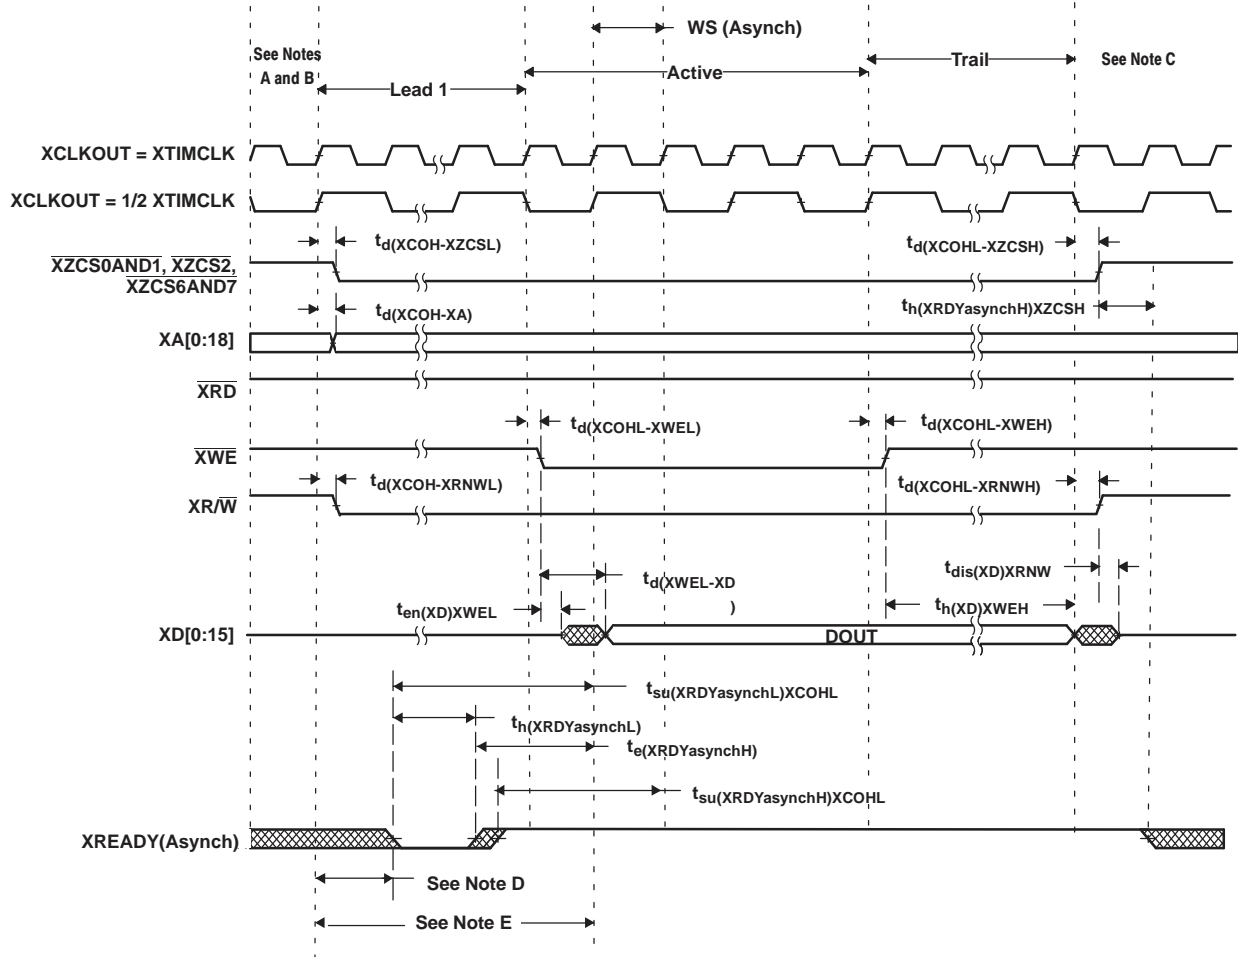 WS (Asynch)
See Notes
A and B
Lead 1
Active
Trail
See Note C
XCLKOUT = XTIMCLK
XCLKOUT = 1/2 XTIMCLK
td(XCOH-XZCSL)
td(XCOHL-XZCSH)
XZCS0AND1, XZCS2,
XZCS6AND7
td(XCOH-XA)
th(XRDYasynchH)XZCSH
XA[0:18]
XRD
td(XCOHL-XWEL)
td(XCOHL-XWEH)
XWE
td(XCOH-XRNWL)
td(XCOHL-XRNWH)
XR/W
td(XWEL-XD
)
tdis(XD)XRNW
ten(XD)XWEL
th(XD)XWEH
XD[0:15]
DOUT
tsu(XRDYasynchL)XCOHL
th(XRDYasynchL)
te(XRDYasynchH)
tsu(XRDYasynchH)XCOHL
XREADY(Asynch)
See Note D
See Note E